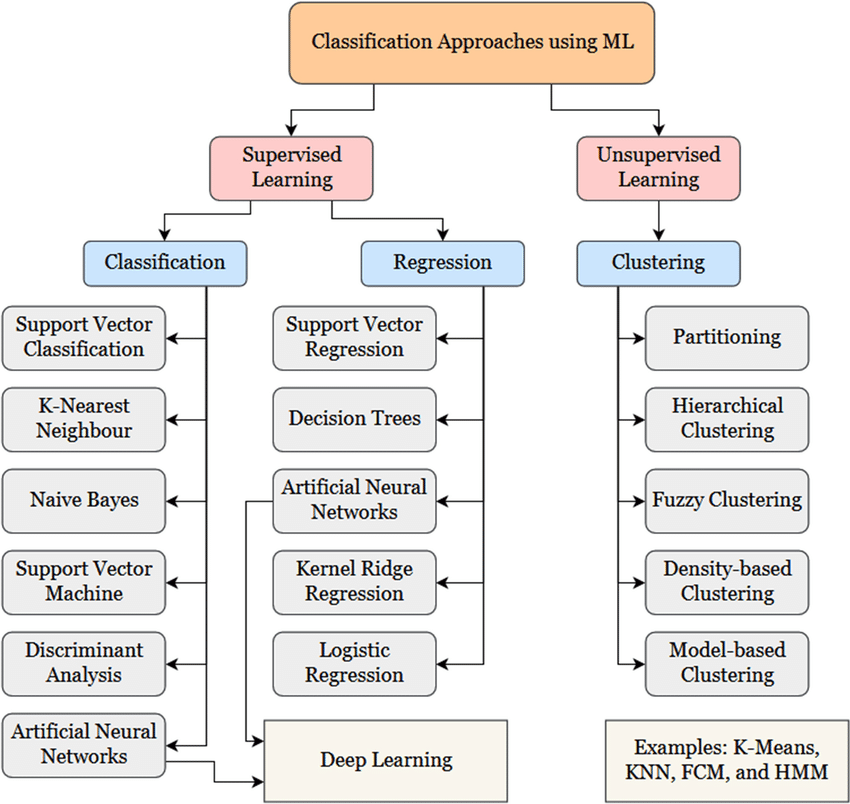 Classification Approaches using ML
Supervised
Learning
Unsupervised
Learning
Classification
Regression
Clustering
Support Vector
Classification
K-Nearest
Neighbour
Naive Bayes
Support Vector
Machine
Discriminant
Analysis
Artificial Neural
Networks
Support Vector
Regression
Decision Trees
Artificial Neural
Networks
Kernel Ridge
Regression
Logistic
Regression
Deep Learning
Partitioning
Hierarchical
Clustering
Fuzzy Clustering
Density-based
Clustering
Model-based
Clustering
Examples: K-Means,
KNN, FCM, and HMM